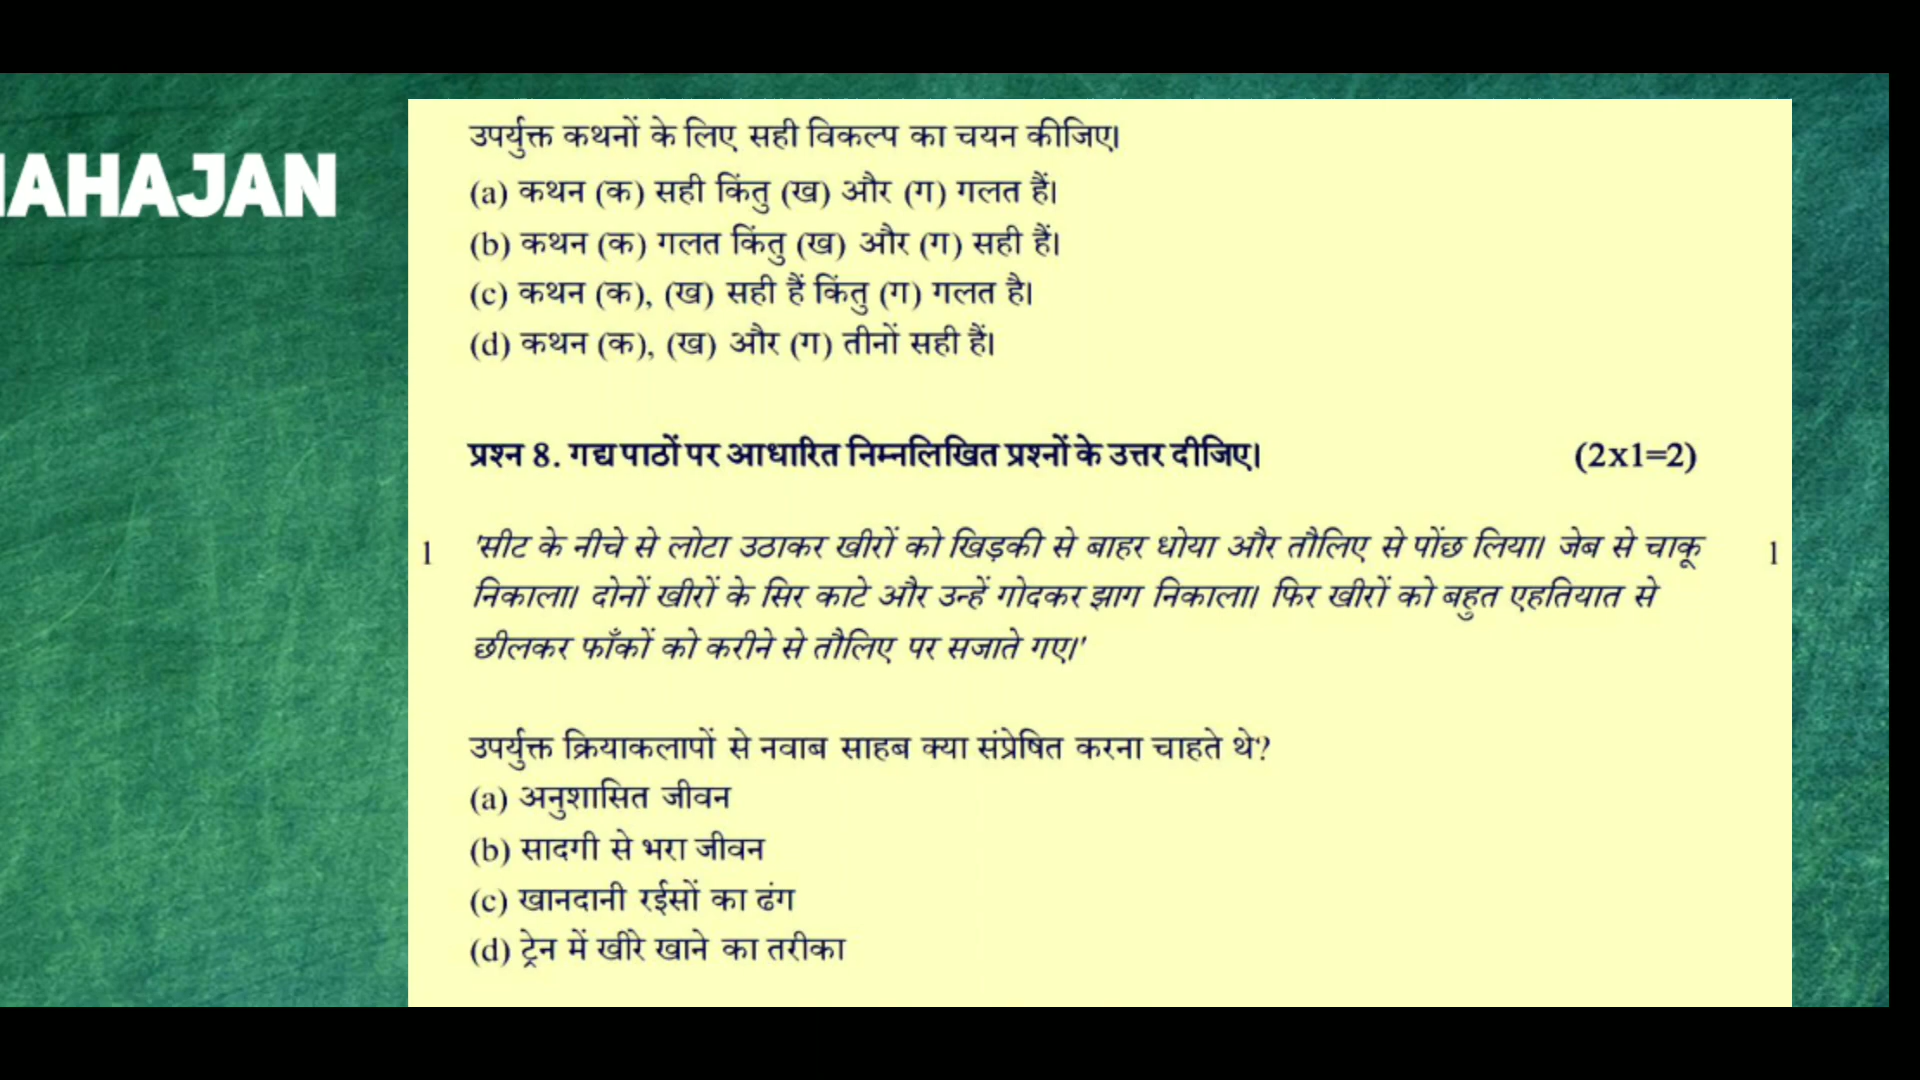 MAHAJAN
उपर्युक्त कथनों के लिए सही विकल्प का चयन कीजिए।
(a) कथन (क) सही किंतु (ख) और (ग) गलत हैं।
(b) कथन (क) गलत किंतु (ख) और (ग) सही हैं।
(c) कथन (क), (ख) सही हैं किंतु (ग) गलत है।
(d) कथन (क), (ख) और (ग) तीनों सही हैं।
प्रश्न 8. गद्य पाठों पर आधारित निम्नलिखित प्रश्नों के उत्तर दीजिए। (2x1=2)
1 'सीट के नीचे से लोटा उठाकर खीरों को खिड़की से बाहर धोया और तौलिए से पोंछ लिया। जेब से चाकू 1
निकाला। दोनों खीरों के सिर काटे और उन्हें गोदकर झाग निकाला। फिर खीरों को बहुत एहतियात से
छीलकर फाँकों को करीने से तौलिए पर सजाते गए।'
उपर्युक्त क्रियाकलापों से नवाब साहब क्या संप्रेषित करना चाहते थे?
(a) अनुशासित जीवन
(b) सादगी से भरा जीवन
(c) खानदानी रईसों का ढंग
(d) ट्रेन में खीरे खाने का तरीका